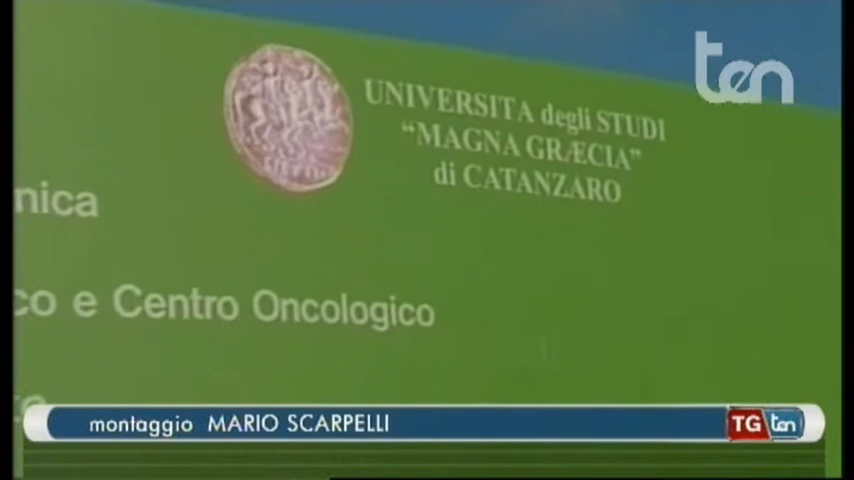 ten
UNIVERSITA degli STUDI
“MAGNA GRÆCIA”
di CATANZARO
nica
co e Centro Oncologico
montaggio MARIO SCARPELLI
TG ten